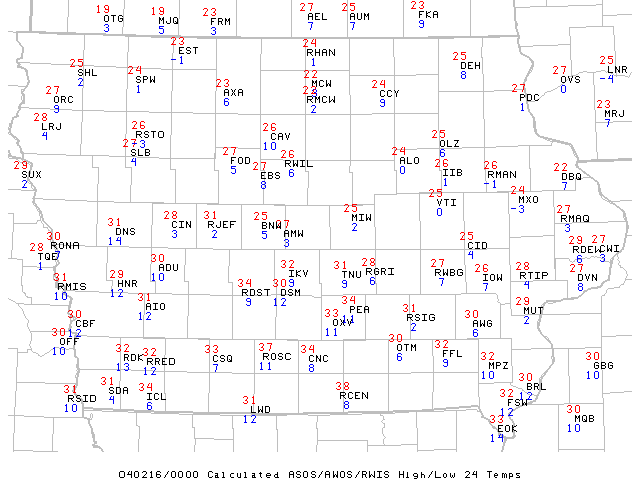 19 19 23 27 25 23
OTG MJQ FRM AEL AUM FKA
3 5 3 7 7 9
23 24 25
EST RHAN DEH
-1 1 8
25 24 23 22 24 27 27 25
SHL SPW AXA MCW CCY PDC OVS LNR
2 1 6 9 1 0 -4
27 RMCW 23
ORC 2 MRJ
9 7
28 26 26 25
LRJ RSTO CAV OLZ
4 -3 10 6
27 27 26 24
SLB FOD RWIL ALO
4 5 6 0
29 27 26 26 22
SUX EBS IIB RMAN DBQ
2 8 1 -1 7
25 24
VTI MXO
0 -3
31 28 31 25 27 25 27
DNS CIN RJEF BNW AMW MIW RMAQ
14 3 2 5 3 2 3
30 25 29 27
RONA CID RDEW CWI
7 4 6 3
28 30 32 31 28 27 26 28 27
TQE ADU IKV TNU RGRI RWBG IOW RTIP DVN
1 10 9 9 6 7 7 4 8
31 29 34 30
RMIS HNR RDST DSM
10 12 9 12
31 34 31 29
AIO PEA RSIG MUT
12 11 2 2
30 33 30
CBF OXV AWG
12 11 6
30 30 32
OFF OTM FFL
10 6 9
32 32 33 37 34 32 30
RDK RRED CSQ ROSC CNC MPZ GBG
13 12 7 11 8 10 10
31 31 34 38 30
RSID SDA ICL RCEN BRL
10 4 6 8 12
31 32 30
LWD FSW MQB
12 12 10
33
EOK
14
040216/0000 Calculated ASOS/AWOS/RWIS High/Low 24 Temps